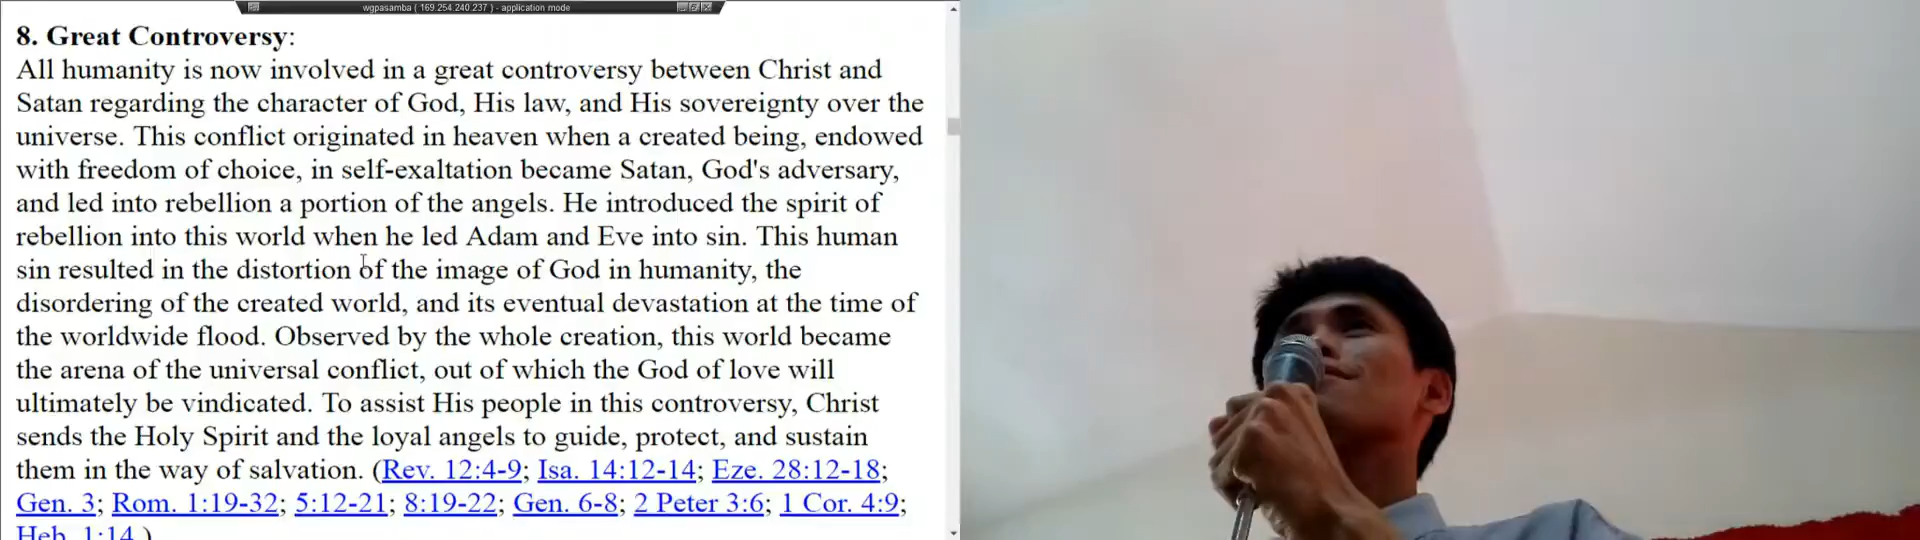 wgpasamba ( 169.254.240.237 ) - application mode
8. Great Controversy:
All humanity is now involved in a great controversy between Christ and
Satan regarding the character of God, His law, and His sovereignty over the
universe. This conflict originated in heaven when a created being, endowed
with freedom of choice, in self-exaltation became Satan, God's adversary,
and led into rebellion a portion of the angels. He introduced the spirit of
rebellion into this world when he led Adam and Eve into sin. This human
sin resulted in the distortion of the image of God in humanity, the
disordering of the created world, and its eventual devastation at the time of
the worldwide flood. Observed by the whole creation, this world became
the arena of the universal conflict, out of which the God of love will
ultimately be vindicated. To assist His people in this controversy, Christ
sends the Holy Spirit and the loyal angels to guide, protect, and sustain
them in the way of salvation. (Rev. 12:4-9; Isa. 14:12-14; Eze. 28:12-18;
Gen. 3; Rom. 1:19-32; 5:12-21; 8:19-22; Gen. 6-8; 2 Peter 3:6; 1 Cor. 4:9;
Heb. 1:14.)